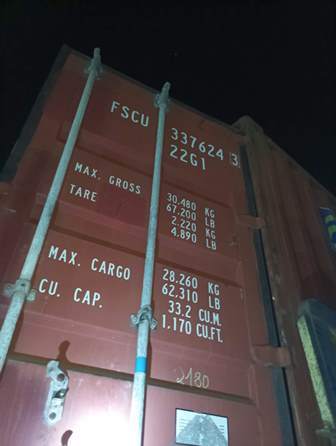 FSCU 337624 3
22G1
MAX. GROSS 30.480 KG
67.200 LB
TARE 2.220 KG
4.890 LB
MAX. CARGO 28.260 KG
62.310 LB
CU. CAP. 33.2 CU.M.
1.170 CU.FT.
2180